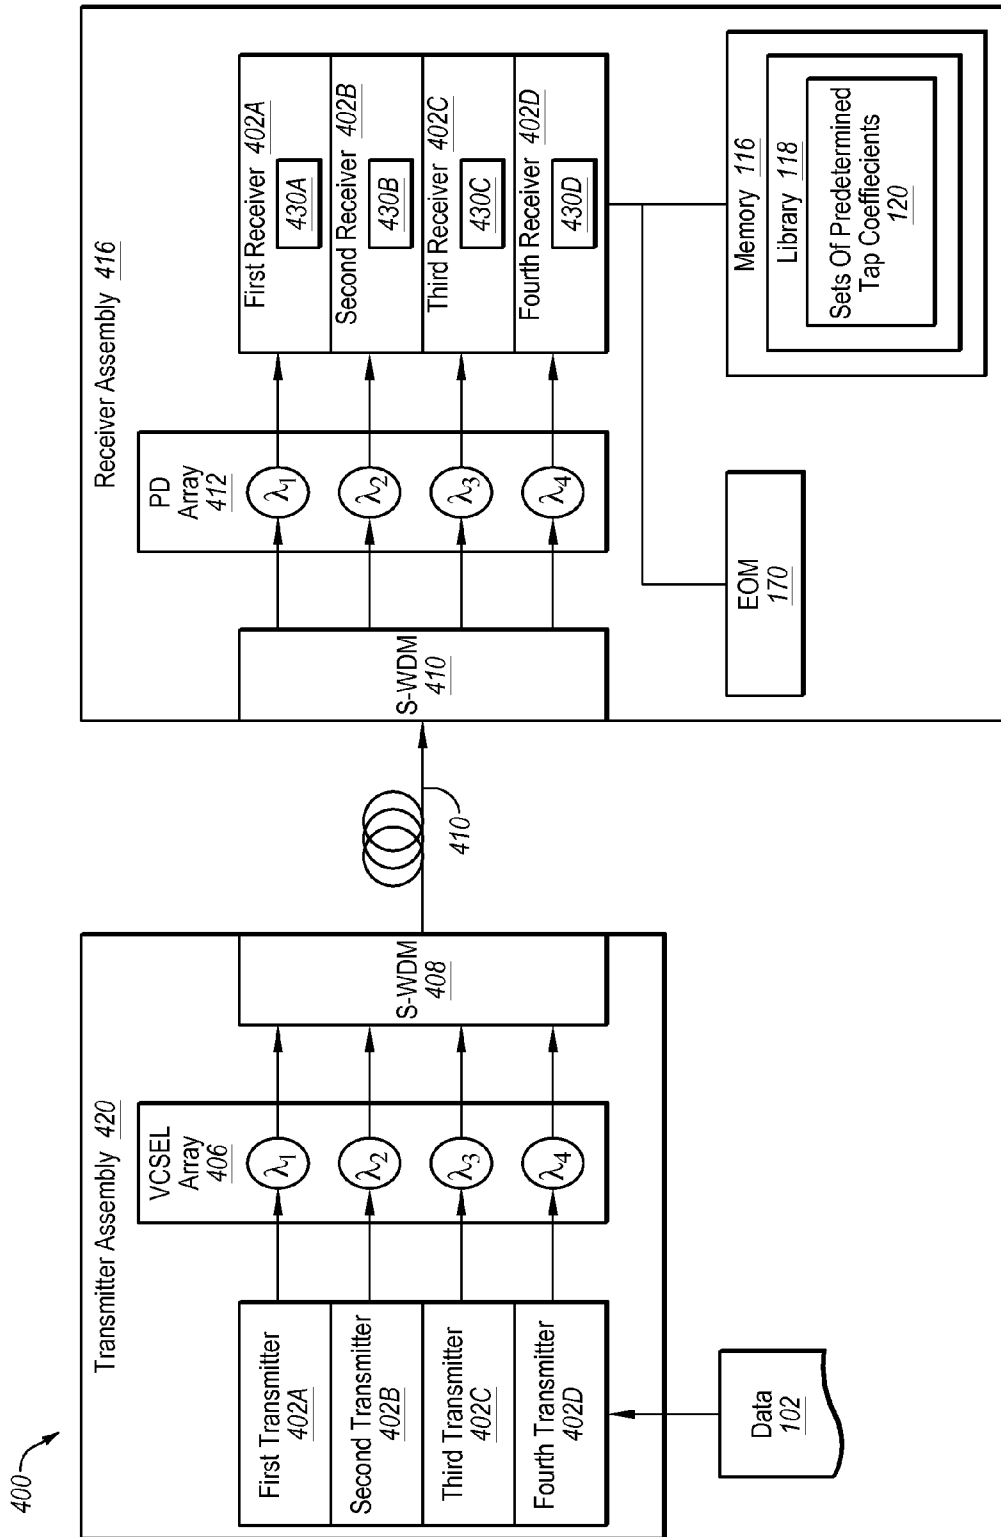 400
Transmitter Assembly 420
First Transmitter
402A
Second Transmitter
402B
Third Transmitter
402C
Fourth Transmitter
402D
Data
102
VCSEL
Array
406
λ1
λ2
λ3
λ4
S-WDM
408
410
Receiver Assembly 416
S-WDM
410
PD
Array
412
λ1
λ2
λ3
λ4
First Receiver 402A
430A
Second Receiver 402B
430B
Third Receiver 402C
430C
Fourth Receiver 402D
430D
EOM
170
Memory 116
Library 118
Sets Of Predetermined
Tap Coeffiecients
120